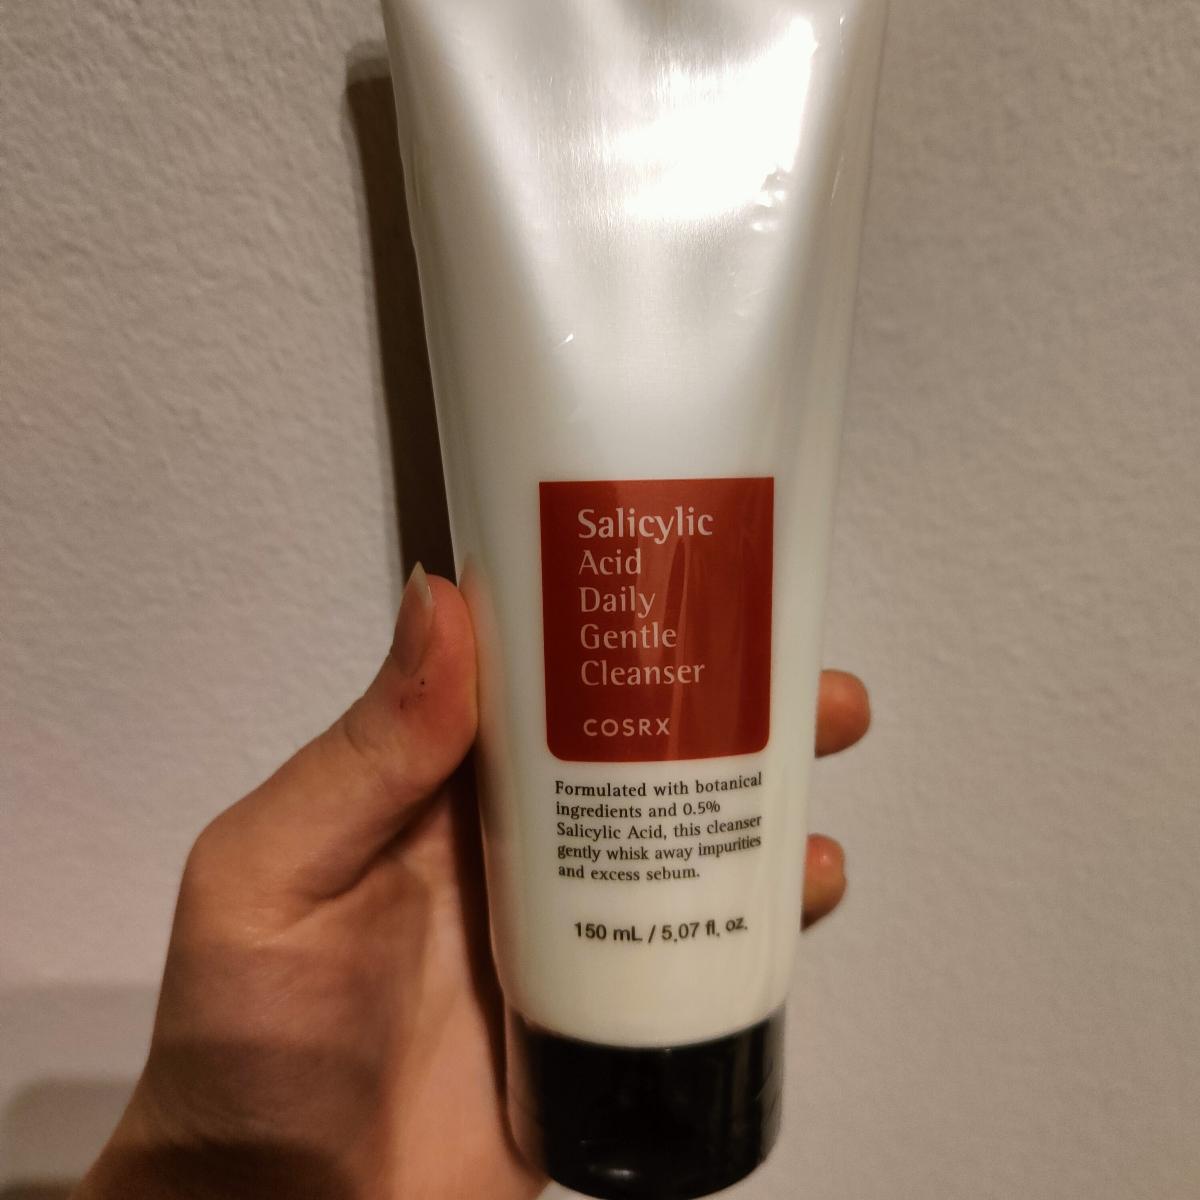 Salicylic
Acid
Daily
Gentle
Cleanser
COSRX
Formulated with botanical
ingredients and 0.5%
Salicylic Acid, this cleanser
gently whisk away impurities
and excess sebum.
150 mL / 5.07 fl. oz.